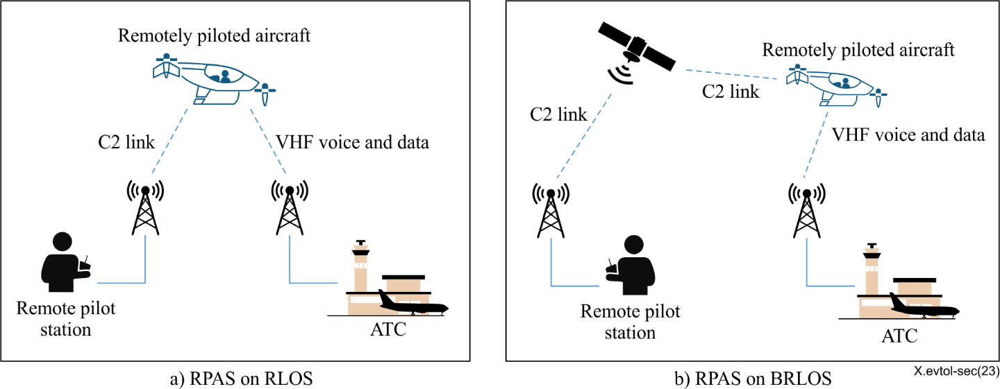 Remotely piloted aircraft
C2 link
VHF voice and data
Remote pilot
station
ATC
a) RPAS on RLOS
Remotely piloted aircraft
C2 link
C2 link
VHF voice and data
Remote pilot
station
ATC
b) RPAS on BRLOS
X.evtol-sec(23)